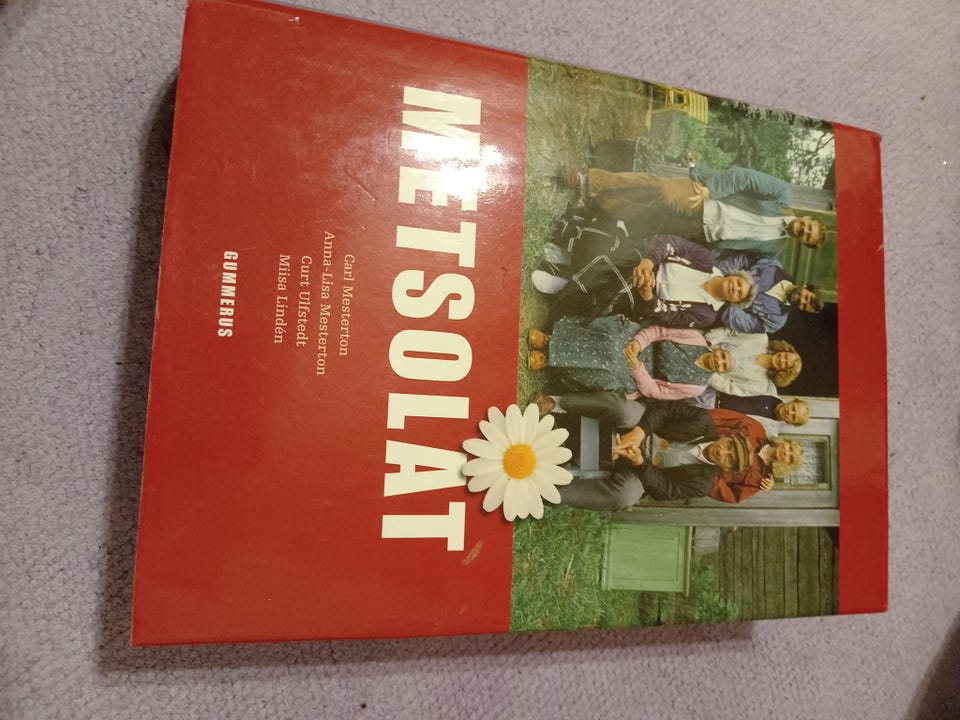 METSOLAT
Carl Mesterton
Anna-Lisa Mesterton
Curt Ulfstedt
Miisa Lindén
GUMMERUS